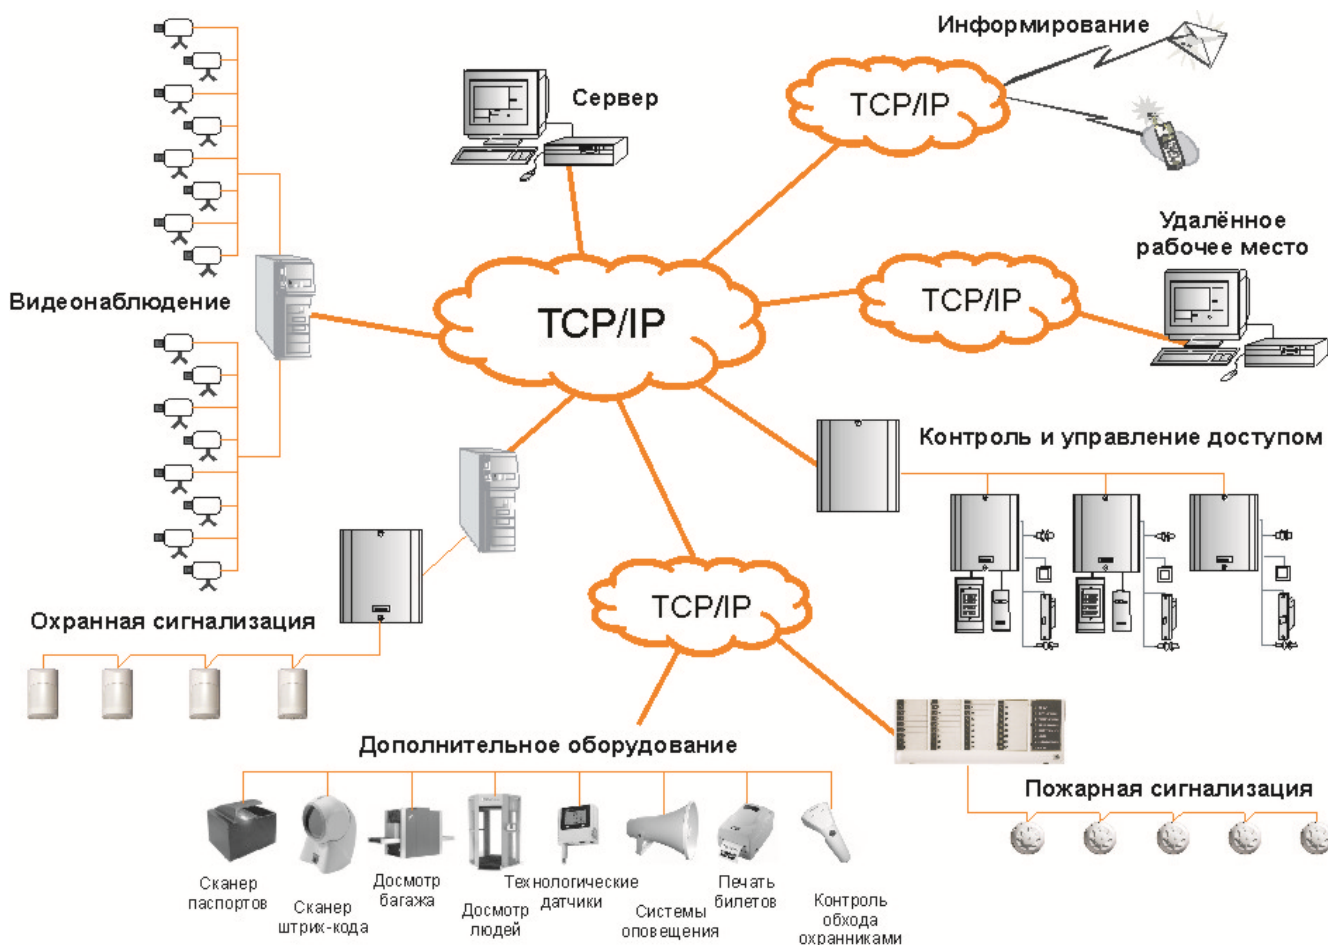 Информирование
TCP/IP
Сервер
Удалённое
рабочее место
TCP/IP
Видеонаблюдение
TCP/IP
Контроль и управление доступом
TCP/IP
Охранная сигнализация
Дополнительное оборудование
Пожарная сигнализация
Сканер
паспортов
Сканер
штрих-кода
Досмотр
багажа
Досмотр
людей
Технологические
датчики
Системы
оповещения
Печать
билетов
Контроль
обхода
охранниками